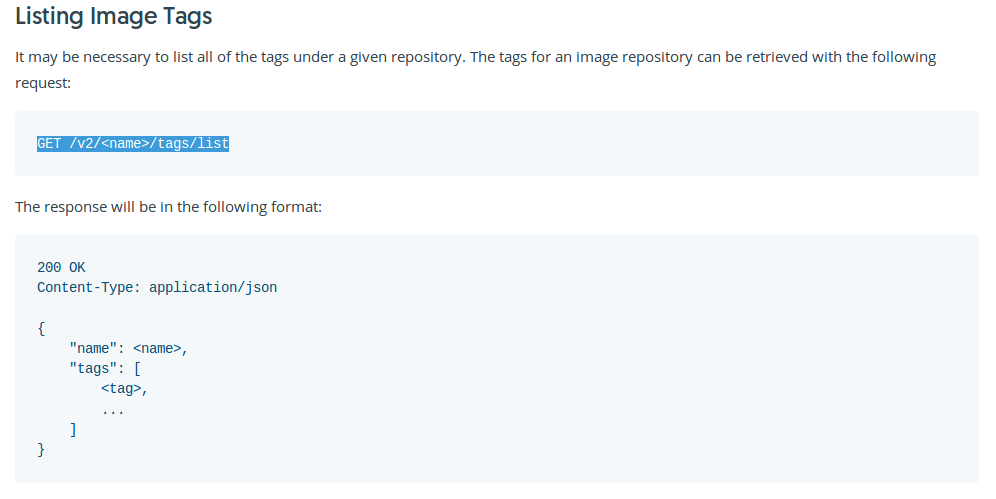 Listing Image Tags
It may be necessary to list all of the tags under a given repository. The tags for an image repository can be retrieved with the following
request:
GET /v2/<name>/tags/list
The response will be in the following format:
200 OK
Content-Type: application/json
{
    "name": <name>,
    "tags": [
        <tag>,
        ...
    ]
}